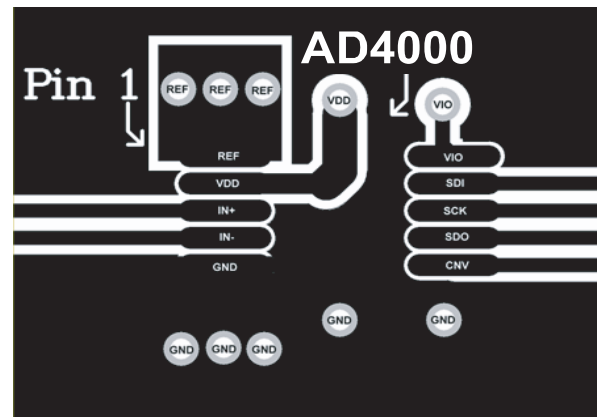 AD4000
Pin 1
REF REF REF
VDD
VIO
REF
VDD
IN+
IN-
GND
VIO
SDI
SCK
SDO
CNV
GND
GND
GND GND GND